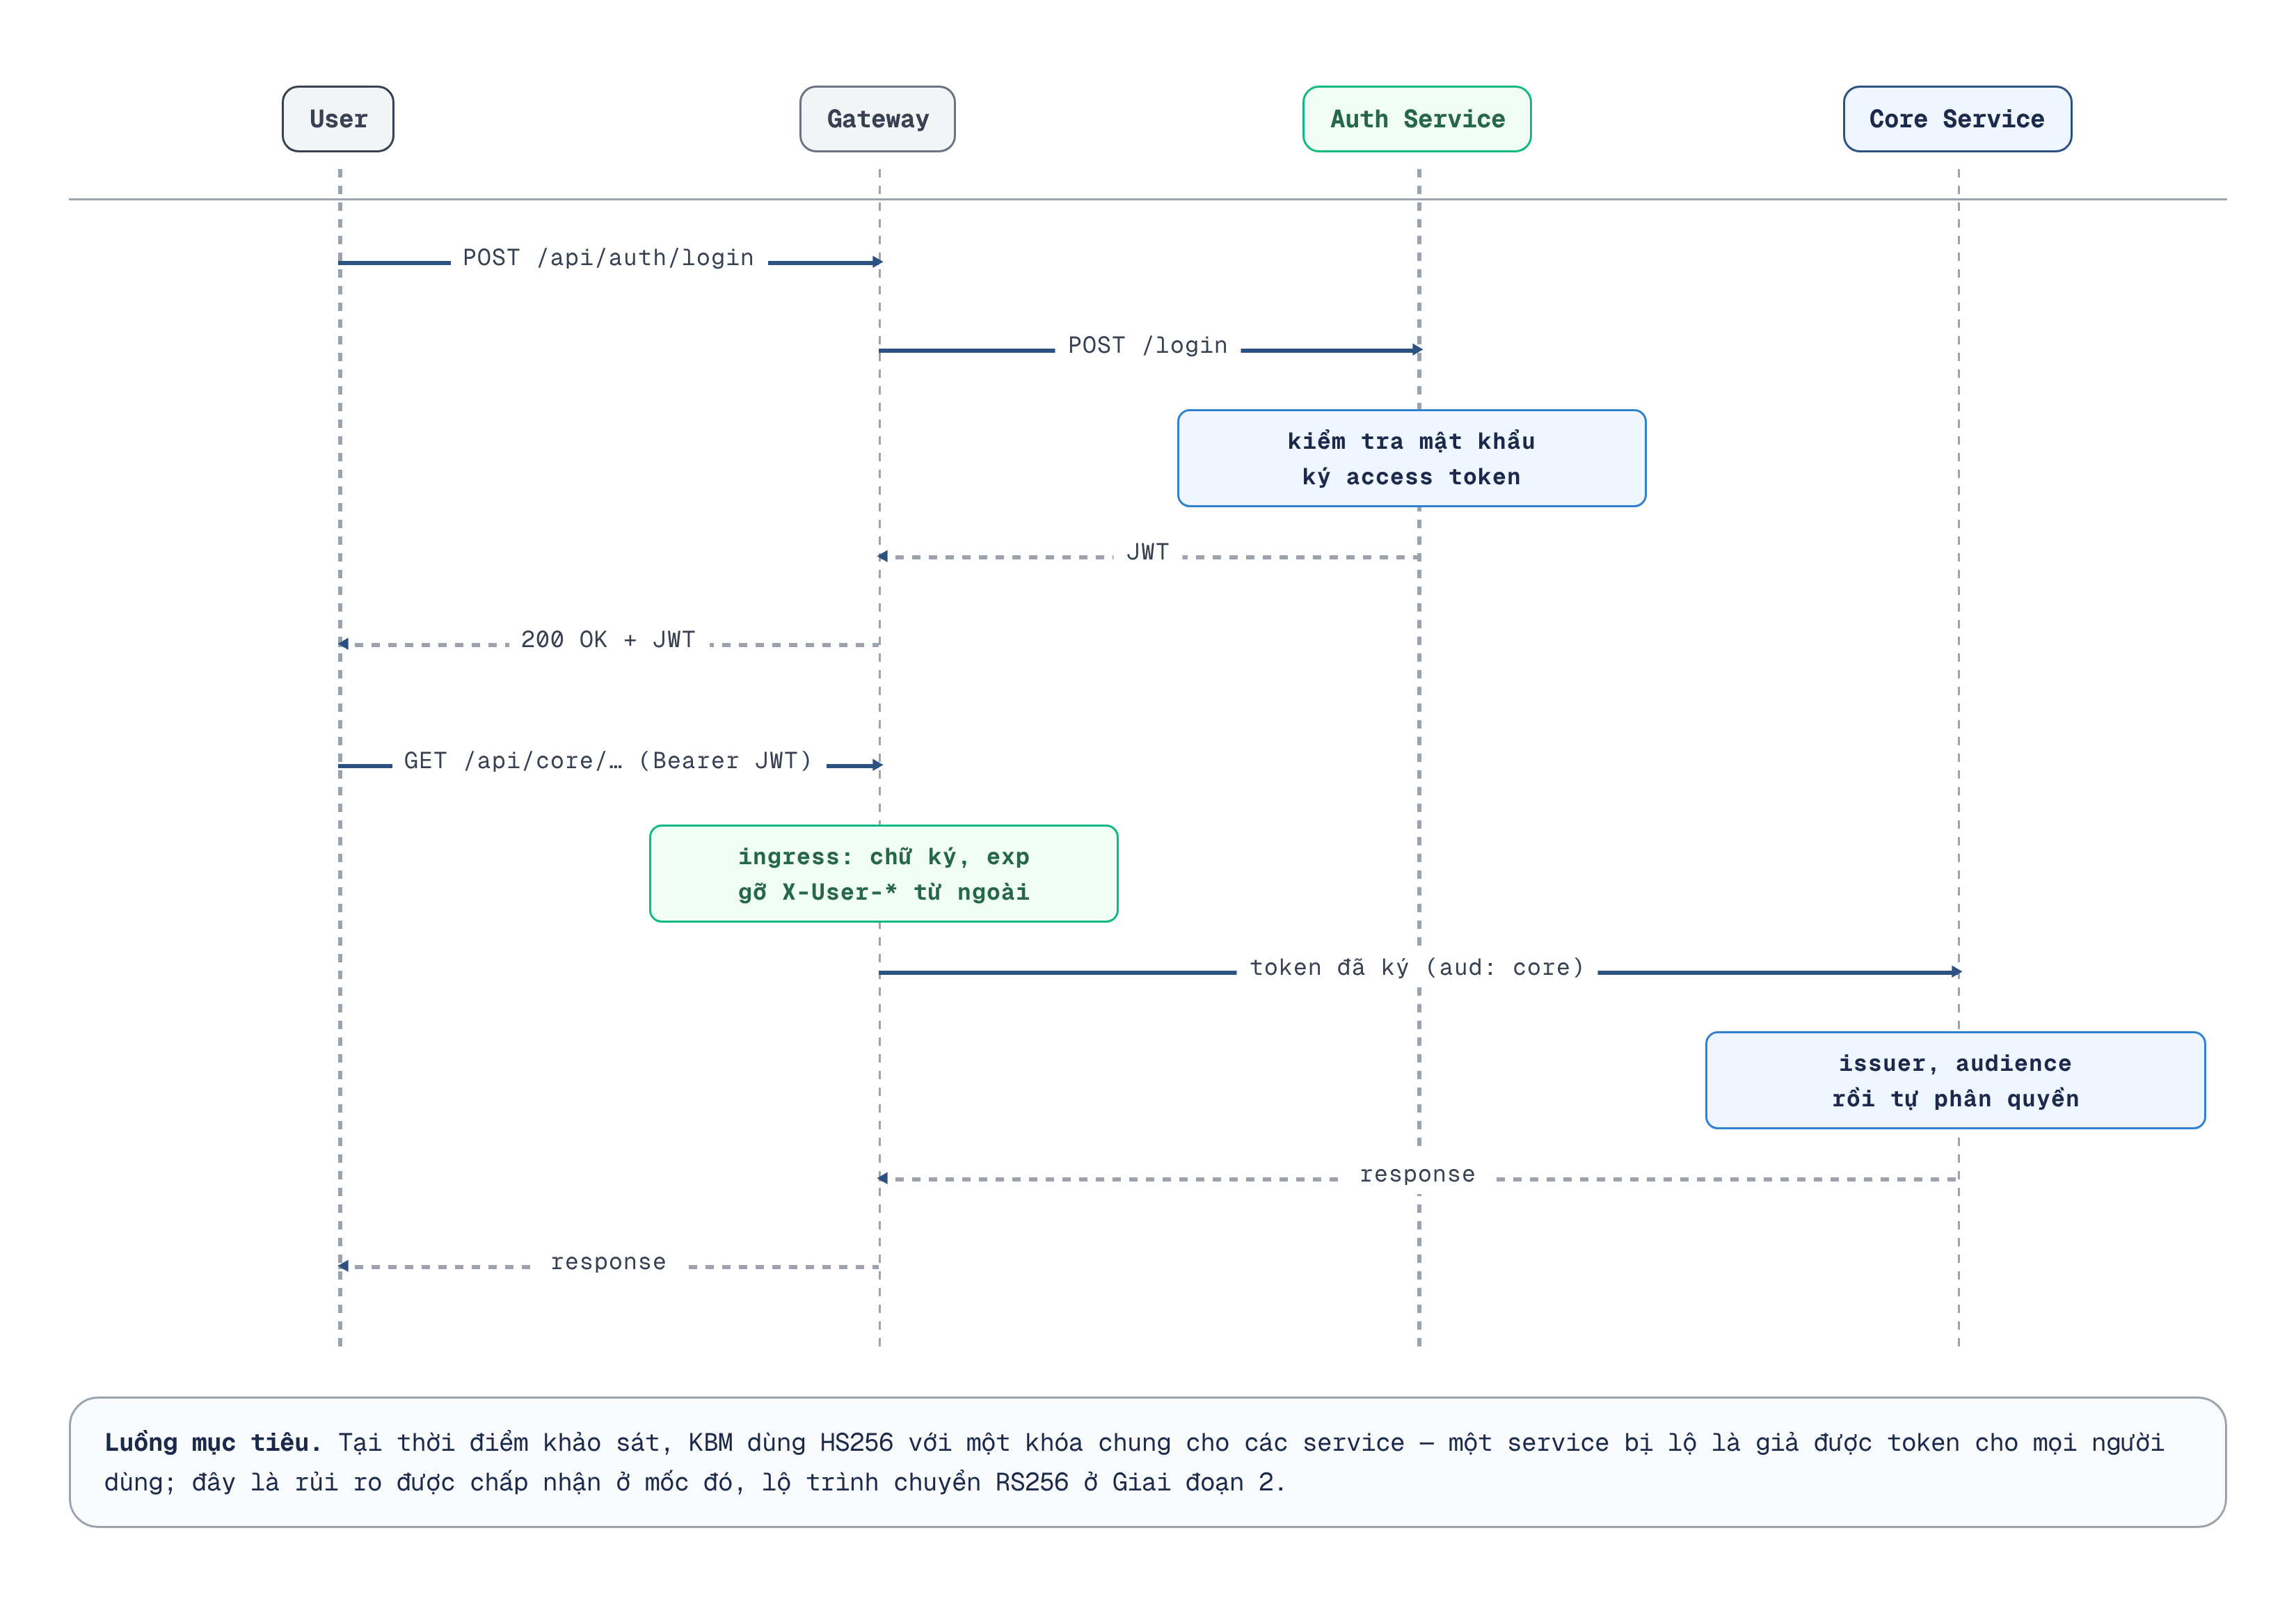 User
Gateway
Auth Service
Core Service
POST /api/auth/login
POST /login
kiểm tra mật khẩu
ký access token
JWT
200 OK + JWT
GET /api/core/… (Bearer JWT)
ingress: chữ ký, exp
gỡ X-User-* từ ngoài
token đã ký (aud: core)
issuer, audience
rồi tự phân quyền
response
response
Luồng mục tiêu. Tại thời điểm khảo sát, KBM dùng HS256 với một khóa chung cho các service — một service bị lộ là giả được token cho mọi người
dùng; đây là rủi ro được chấp nhận ở mốc đó, lộ trình chuyển RS256 ở Giai đoạn 2.